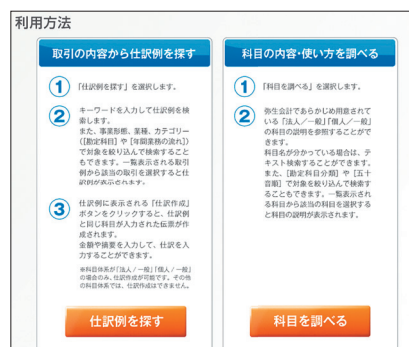 利用方法
取引の内容から仕訳例を探す
① 「仕訳例を探す」を選択します。
② キーワードを入力して仕訳例を検
索します。
また、事業形態、業種、カテゴリー
（[勘定科目]や[年間業務の流れ]）
で対象を絞り込んで検索すること
もできます。一覧表示される取引
例から該当の取引を選択すると仕
訳例が表示されます。
③ 仕訳例に表示される「仕訳作成」
ボタンをクリックすると、仕訳例
と同じ科目が入力された伝票が作
成されます。
金額や摘要を入力して、仕訳を入
力することができます。
※科目体系が「法人／一般」「個人／一般」
の場合のみ、仕訳作成が可能です。その他
の科目体系では、仕訳作成はできません。
仕訳例を探す
科目の内容・使い方を調べる
① 「科目を調べる」を選択します。
② 弥生会計であらかじめ用意されて
いる「法人／一般」「個人／一般」
の科目の説明を参照することがで
きます。
科目名が分かっている場合は、テ
キスト検索することができます。
また、[勘定科目分類]や[五十
音順]で対象を絞り込んで検索す
ることもできます。一覧表示され
る科目から該当の科目を選択する
と科目の説明が表示されます。
科目を調べる